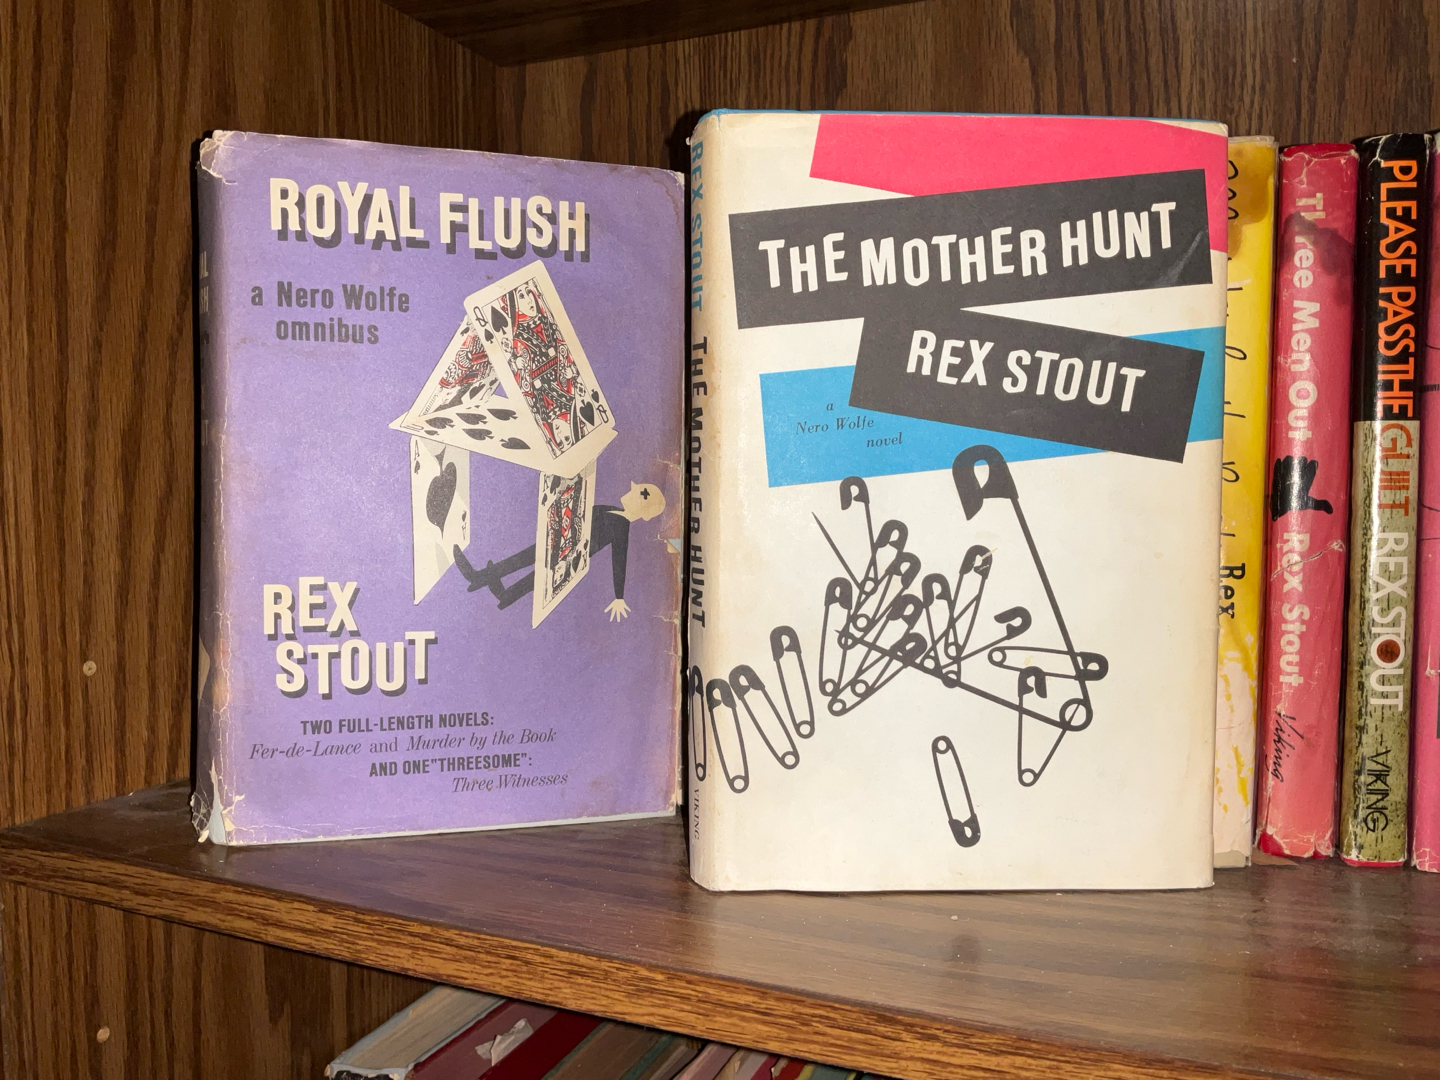 ROYAL FLUSH
a Nero Wolfe
omnibus
Q
Q
REX
STOUT
TWO FULL-LENGTH NOVELS:
Fer-de-Lance and Murder by the Book
AND ONE "THREESOME":
Three Witnesses
REX STOUT THE MOTHER HUNT VIKING
THE MOTHER HUNT
REX STOUT
a
Nero Wolfe
novel
Rex
Three Men Out Rex Stout Viking
PLEASE PASS THE GUILT REX STOUT VIKING